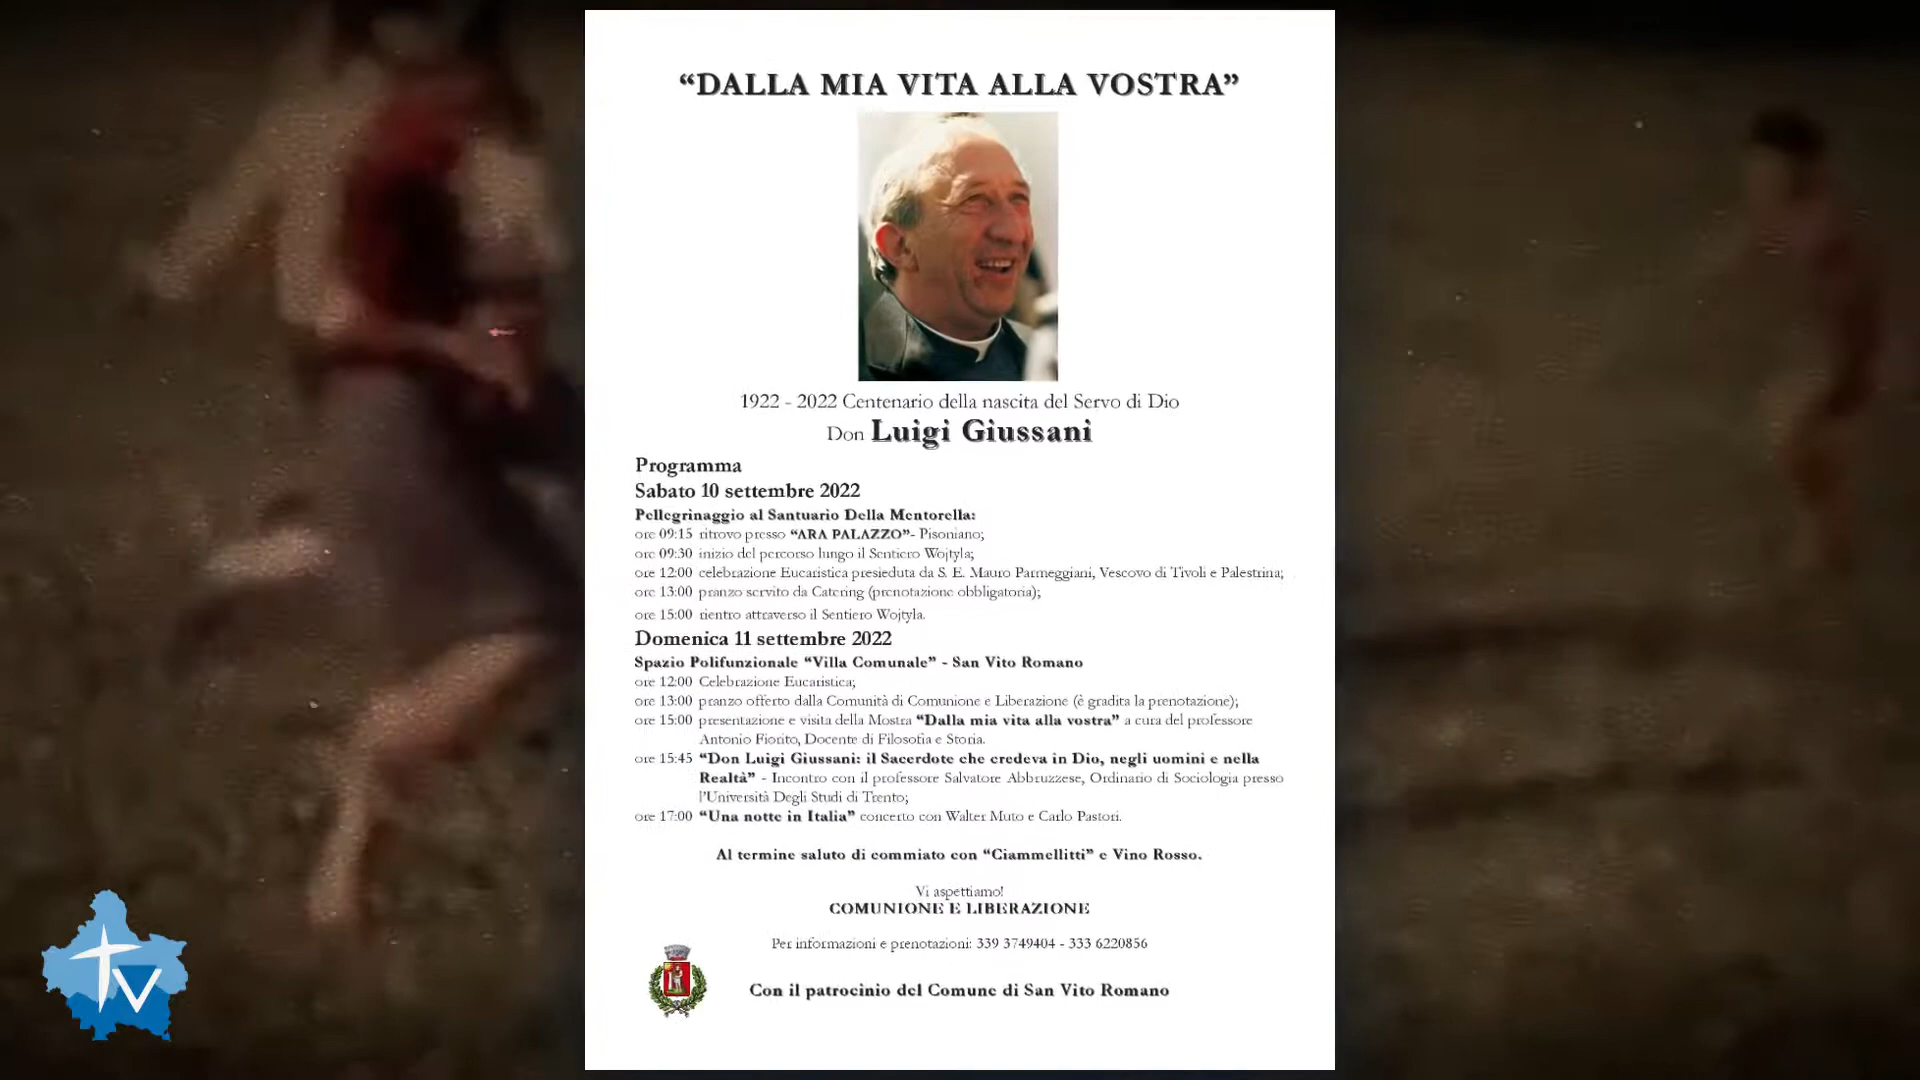 “DALLA MIA VITA ALLA VOSTRA”
1922 - 2022 Centenario della nascita del Servo di Dio
Don Luigi Giussani
Programma
Sabato 10 settembre 2022
Pellegrinaggio al Santuario Della Mentorella:
ore 09:15 ritrovo presso “ARA PALAZZO”- Pisoniano;
ore 09:30 inizio del percorso lungo il Sentiero Wojtyla;
ore 12:00 celebrazione Eucaristica presieduta da S. E. Mauro Parmeggiani, Vescovo di Tivoli e Palestrina;
ore 13:00 pranzo servito da Catering (prenotazione obbligatoria);
ore 15:00 rientro attraverso il Sentiero Wojtyla.
Domenica 11 settembre 2022
Spazio Polifunzionale “Villa Comunale” - San Vito Romano
ore 12:00 Celebrazione Eucaristica;
ore 13:00 pranzo offerto dalla Comunità di Comunione e Liberazione (è gradita la prenotazione);
ore 15:00 presentazione e visita della Mostra “Dalla mia vita alla vostra” a cura del professore
Antonio Fiorito, Docente di Filosofia e Storia.
ore 15:45 “Don Luigi Giussani: il Sacerdote che credeva in Dio, negli uomini e nella
Realtà” - Incontro con il professore Salvatore Abbruzzese, Ordinario di Sociologia presso
l’Università Degli Studi di Trento;
ore 17:00 “Una notte in Italia” concerto con Walter Muto e Carlo Pastori.
Al termine saluto di commiato con “Ciammellitti” e Vino Rosso.
Vi aspettiamo!
COMUNIONE E LIBERAZIONE
Per informazioni e prenotazioni: 339 3749404 - 333 6220856
Con il patrocinio del Comune di San Vito Romano
tv